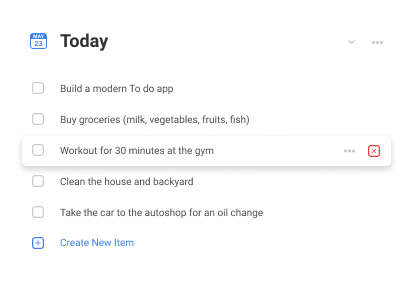 MAY
23
Today
Build a modern To do app
Buy groceries (milk, vegetables, fruits, fish)
Workout for 30 minutes at the gym
Clean the house and backyard
Take the car to the autoshop for an oil change
Create New Item